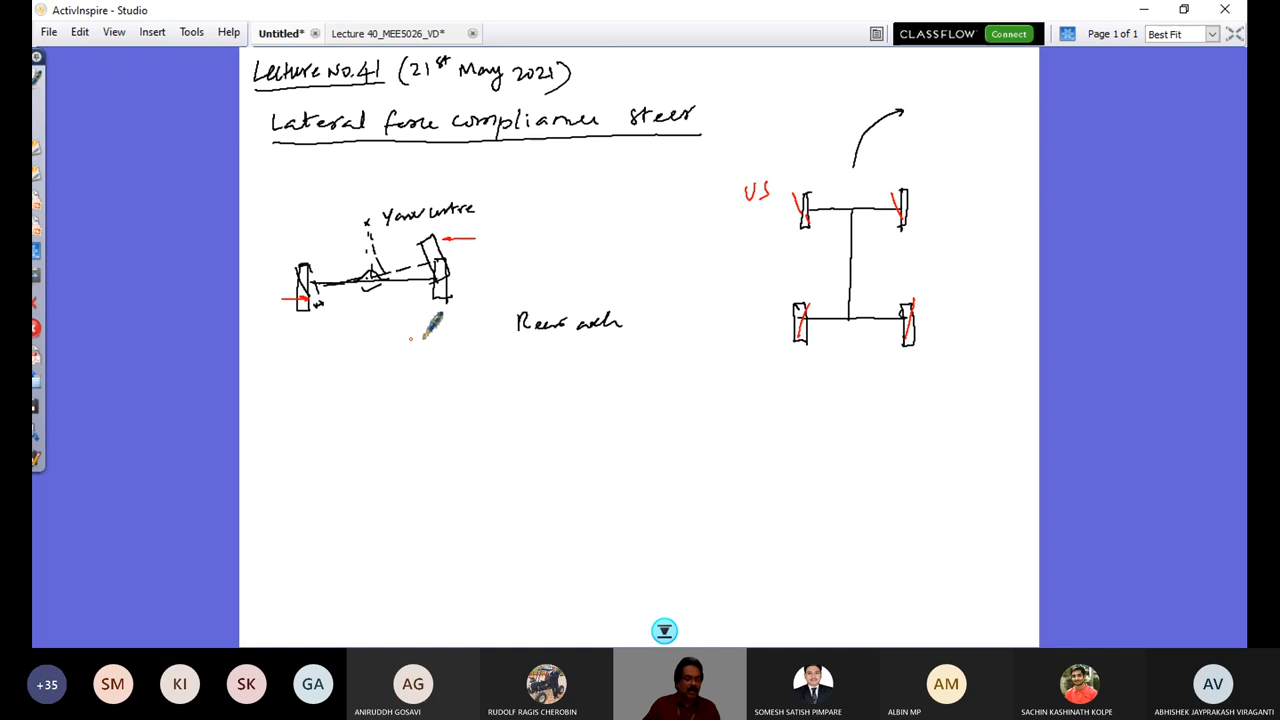 ActivInspire - Studio
File Edit View Insert Tools Help
Untitled*
Lecture 40_MEE5026_VD*
CLASSFLOW Connect
Page 1 of 1
Best Fit
Lecture No.41 (21st May 2021)
Lateral force compliance steer
US
Yaw centre
Rear axle
+35
SM
KI
SK
GA
AG
AM
AV
ANIRUDDH GOSAVI
RUDOLF RAGIS CHEROBIN
SOMESH SATISH PIMPARE
ALBIN MP
SACHIN KASHINATH KOLPE
ABHISHEK JAYPRAKASH VIRAGANTI